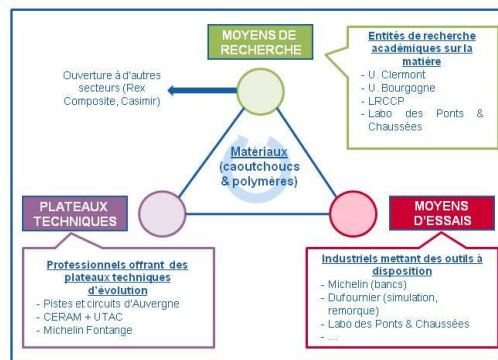 MOYENS DE
RECHERCHE
Entités de recherche
académiques sur la
matière
- U. Clermont
- U. Bourgogne
- LRCCP
- Labo des Ponts &
Chaussées
Ouverture à d'autres
secteurs (Rex
Composite, Casimir)
Matériaux
(caoutchoucs
& polymères)
PLATEAUX
TECHNIQUES
MOYENS
D'ESSAIS
Professionnels offrant des
plateaux techniques
d'évolution
- Pistes et circuits d'Auvergne
- CERAM + UTAC
- Michelin Fontange
Industriels mettant des outils à
disposition
- Michelin (bancs)
- Dufournier (simulation,
remorque)
- Labo des Ponts & Chaussées
- ...